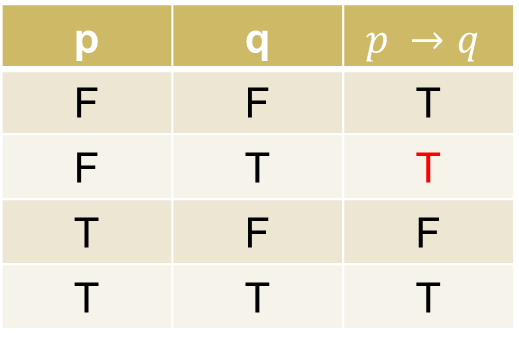 p q p → q
F F T
F T T
T F F
T T T